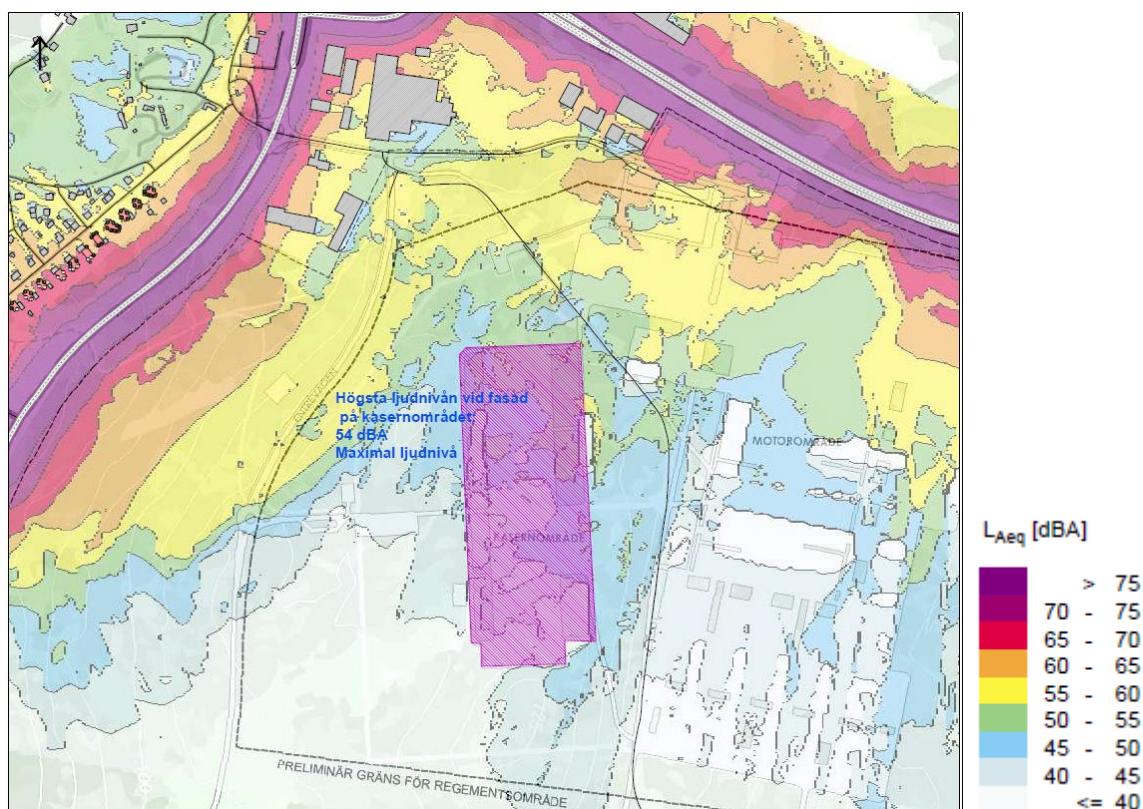 Högsta ljudnivån vid fasad
på kasernområdet:
54 dBA
Maximal ljudnivå
MOTOROMRÅDE
KASERNOMRÅDE
PRELIMINÄR GRÄNS FÖR REGEMENTSOMRÅDE
LAeq [dBA]
> 75
70 - 75
65 - 70
60 - 65
55 - 60
50 - 55
45 - 50
40 - 45
<= 40